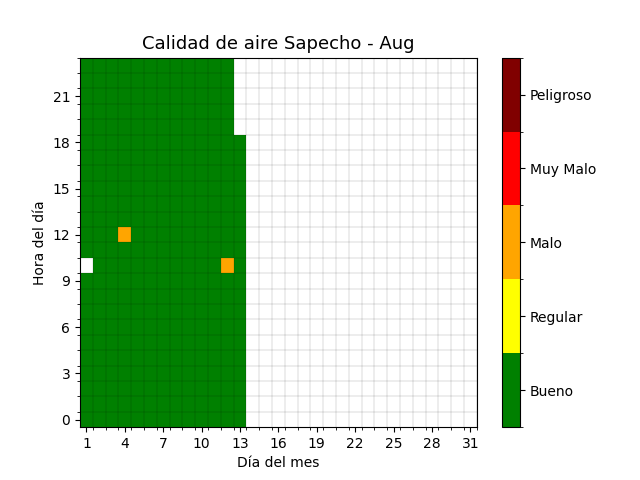 Calidad de aire Sapecho - Aug
Hora del día
21
18
15
12
9
6
3
0
1 4 7 10 13 16 19 22 25 28 31
Día del mes
Peligroso
Muy Malo
Malo
Regular
Bueno